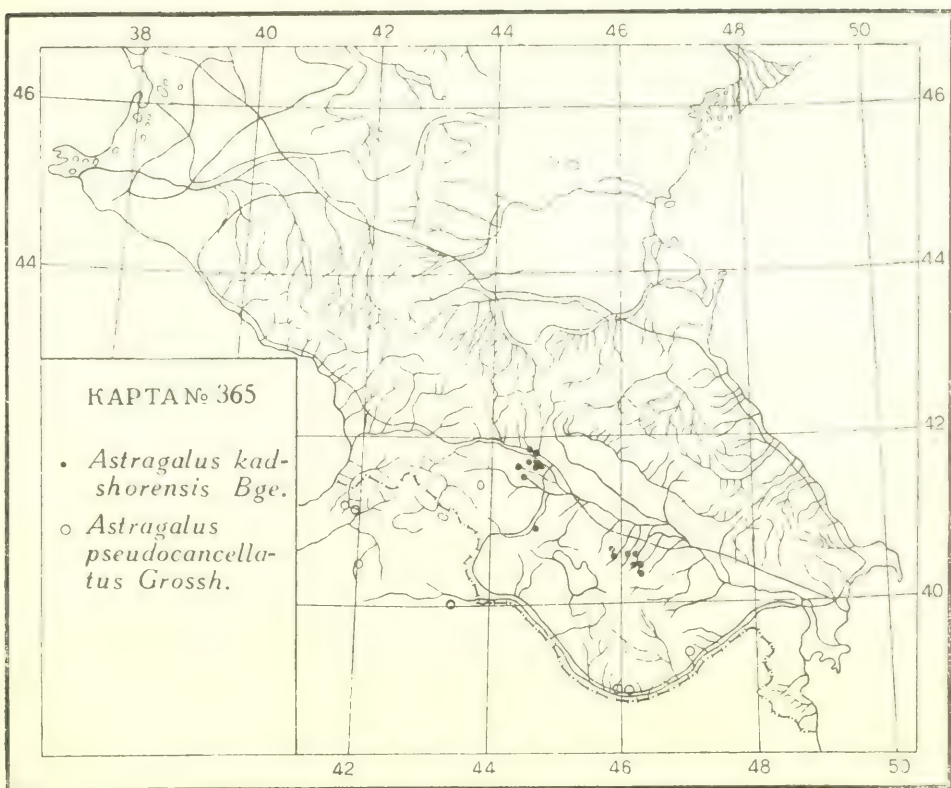 38 40 42 44 46 48 50
46 46
44
КАРТА № 365
• Astragalus kad-
shorensis Bge.
○ Astragalus
pseudocancella-
tus Grossh.
44
42
40
42 44 46 48 50